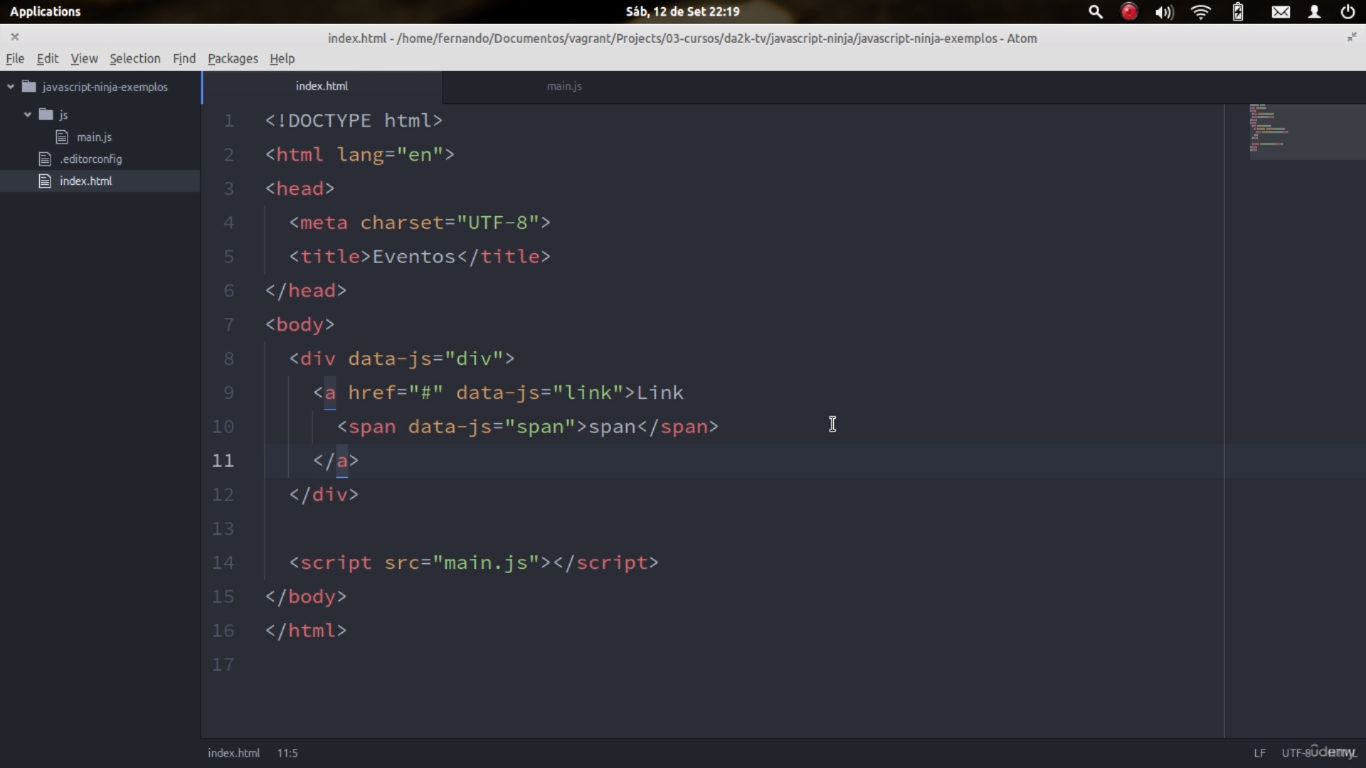 Applications
Sáb, 12 de Set 22:19
index.html - /home/fernando/Documentos/vagrant/Projects/03-cursos/da2k-tv/javascript-ninja/javascript-ninja-exemplos - Atom
File Edit View Selection Find Packages Help
javascript-ninja-exemplos
js
main.js
.editorconfig
index.html
index.html
main.js
1 <!DOCTYPE html>
2 <html lang="en">
3 <head>
4 <meta charset="UTF-8">
5 <title>Eventos</title>
6 </head>
7 <body>
8 <div data-js="div">
9 <a href="#" data-js="link">Link
10 <span data-js="span">span</span>
11 </a>
12 </div>
13
14 <script src="main.js"></script>
15 </body>
16 </html>
17
index.html 11:5
LF UTF-8
ûdemy